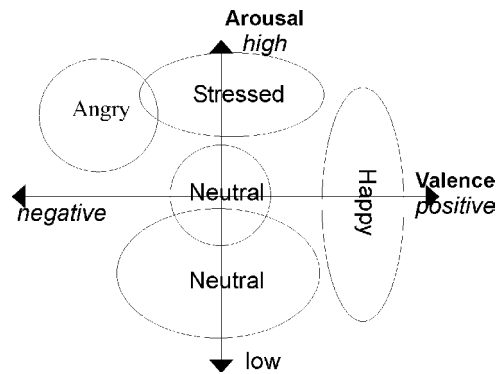 Arousal
high
Stressed
Angry
Neutral
Happy
Valence
negative
positive
Neutral
low